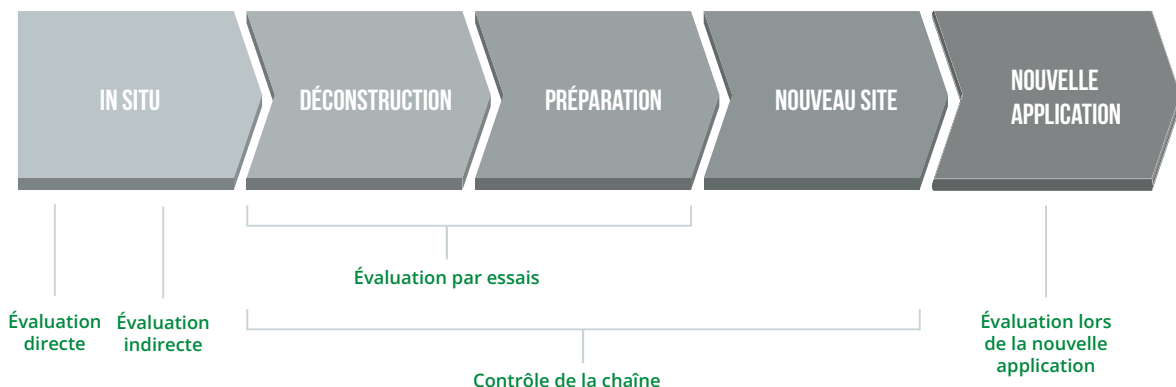 IN SITU
DÉCONSTRUCTION
PRÉPARATION
NOUVEAU SITE
NOUVELLE
APPLICATION
Évaluation par essais
Évaluation
directe
Évaluation
indirecte
Évaluation lors
de la nouvelle
application
Contrôle de la chaîne